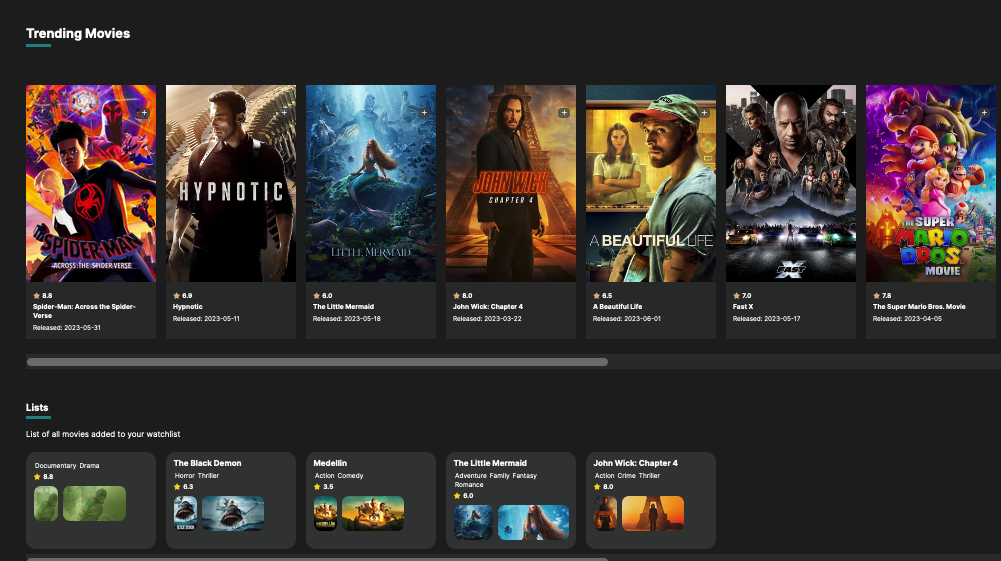 Trending Movies
SPIDER-MAN
ACROSS THE SPIDER-VERSE
8.8
Spider-Man: Across the Spider-
Verse
Released: 2023-05-31
HYPNOTIC
6.9
Hypnotic
Released: 2023-05-11
LITTLE MERMAID
6.0
The Little Mermaid
Released: 2023-05-18
JOHN WICK
CHAPTER 4
8.0
John Wick: Chapter 4
Released: 2023-03-22
A BEAUTIFUL LIFE
6.5
A Beautiful Life
Released: 2023-06-01
FAST X
7.0
Fast X
Released: 2023-05-17
THE SUPER
MARIO
BROS.
MOVIE
7.8
The Super Mario Bros. Movie
Released: 2023-04-05
Lists
List of all movies added to your watchlist
Documentary Drama
8.8
The Black Demon
Horror Thriller
6.3
BLACK DEMON
Medellin
Action Comedy
3.5
MEDELLIN
The Little Mermaid
Adventure Family Fantasy
Romance
6.0
John Wick: Chapter 4
Action Crime Thriller
8.0